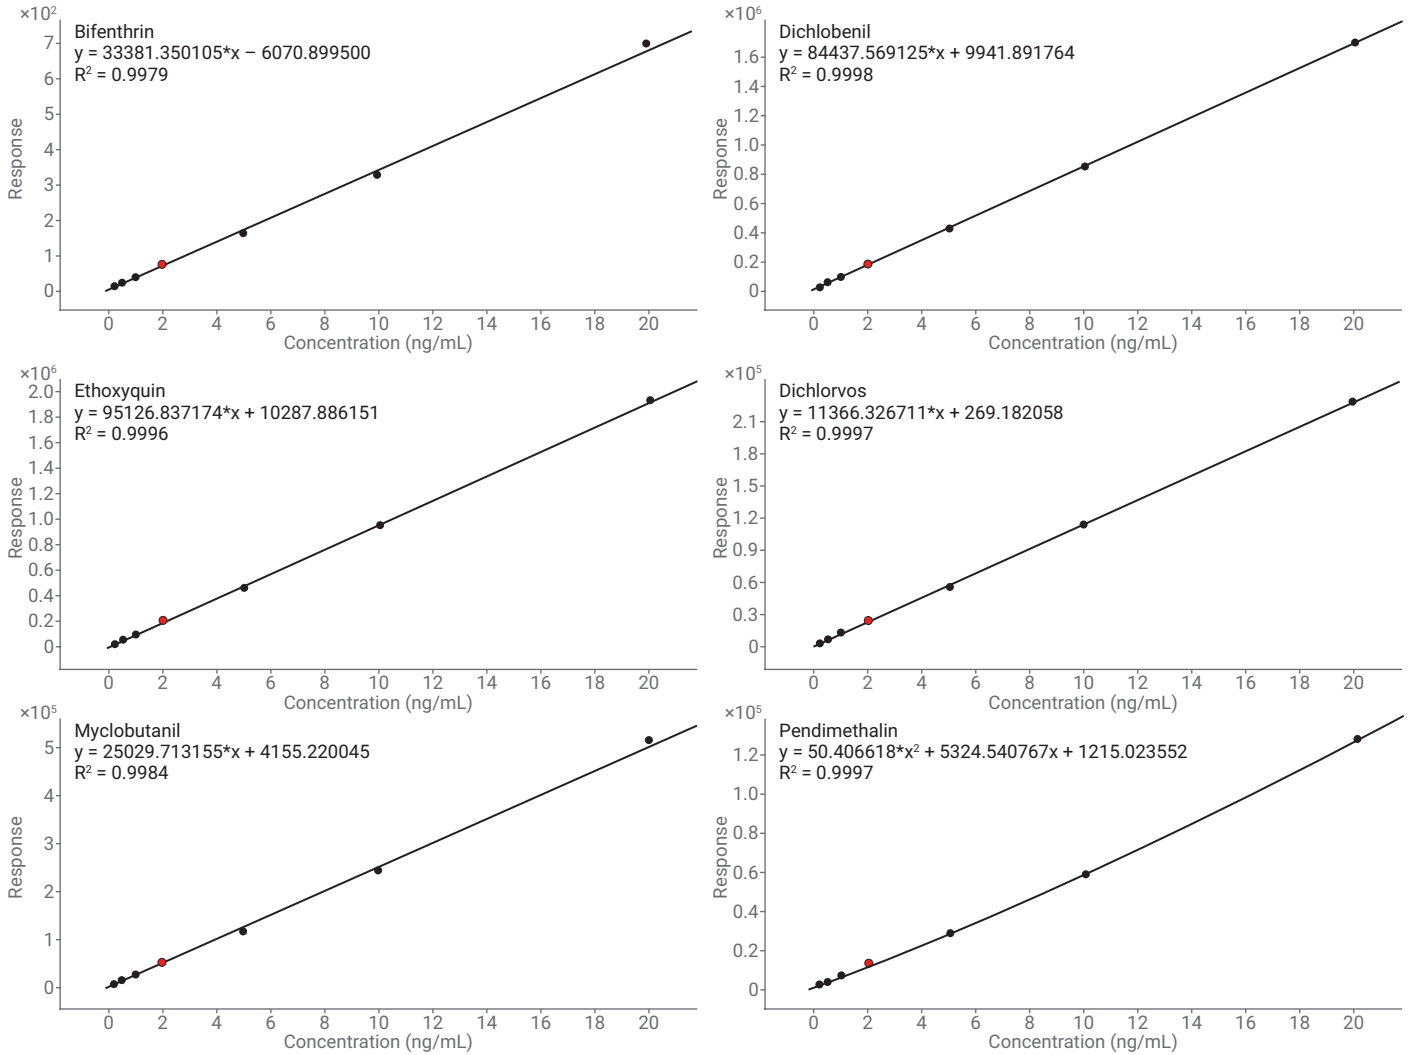 ×10²
Bifenthrin
y = 33381.350105*x – 6070.899500
R² = 0.9979
7
6
5
4
3
2
1
0
Response
0 2 4 6 8 10 12 14 16 18 20
Concentration (ng/mL)
×10⁶
Dichlobenil
y = 84437.569125*x + 9941.891764
R² = 0.9998
1.6
1.4
1.2
1.0
0.8
0.6
0.4
0.2
0
Response
0 2 4 6 8 10 12 14 16 18 20
Concentration (ng/mL)
×10⁶
Ethoxyquin
y = 95126.837174*x + 10287.886151
R² = 0.9996
2.0
1.8
1.6
1.4
1.2
1.0
0.8
0.6
0.4
0.2
0
Response
0 2 4 6 8 10 12 14 16 18 20
Concentration (ng/mL)
×10⁵
Dichlorvos
y = 11366.326711*x + 269.182058
R² = 0.9997
2.1
1.8
1.5
1.2
0.9
0.6
0.3
0
Response
0 2 4 6 8 10 12 14 16 18 20
Concentration (ng/mL)
×10⁵
Myclobutanil
y = 25029.713155*x + 4155.220045
R² = 0.9984
5
4
3
2
1
0
Response
0 2 4 6 8 10 12 14 16 18 20
Concentration (ng/mL)
×10⁵
Pendimethalin
y = 50.406618*x² + 5324.540767x + 1215.023552
R² = 0.9997
1.2
1.0
0.8
0.6
0.4
0.2
0
Response
0 2 4 6 8 10 12 14 16 18 20
Concentration (ng/mL)